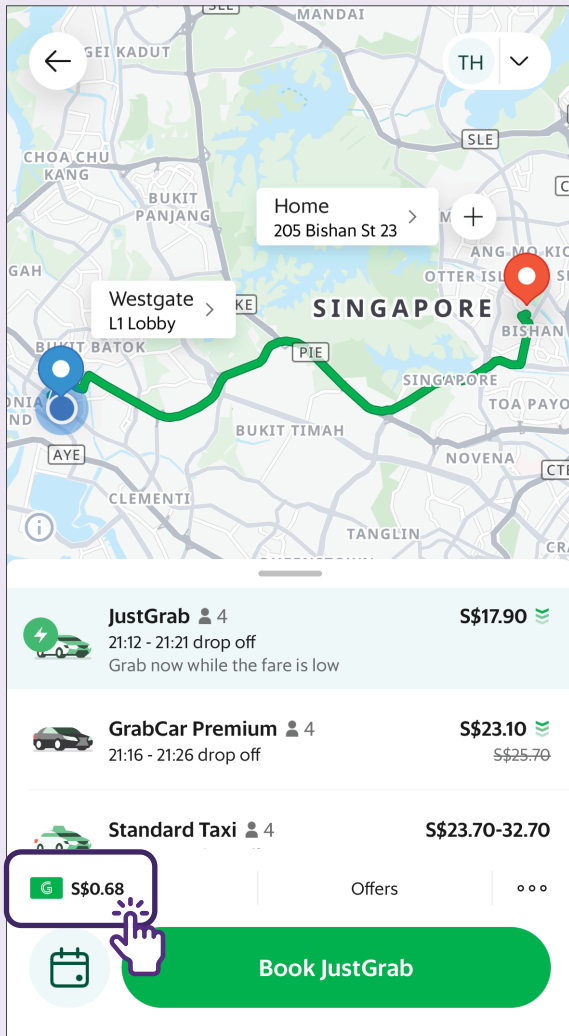 MANDAI
GEI KADUT
TH
SLE
CHOA CHU
KANG
BUKIT
PANJANG
Home
205 Bishan St 23
ANG MO KIO
GAH
OTTER ISL
Westgate
L1 Lobby
KE
SINGAPORE
BISHAN
BUKIT BATOK
PIE
SINGAPORE
TOA PAYO
ND
BUKIT TIMAH
AYE
NOVENA
CTE
CLEMENTI
TANGLIN
CRA
JustGrab 4
S$17.90
21:12 - 21:21 drop off
Grab now while the fare is low
GrabCar Premium 4
S$23.10
21:16 - 21:26 drop off
S$25.70
Standard Taxi 4
S$23.70-32.70
G S$0.68
Offers
Book JustGrab